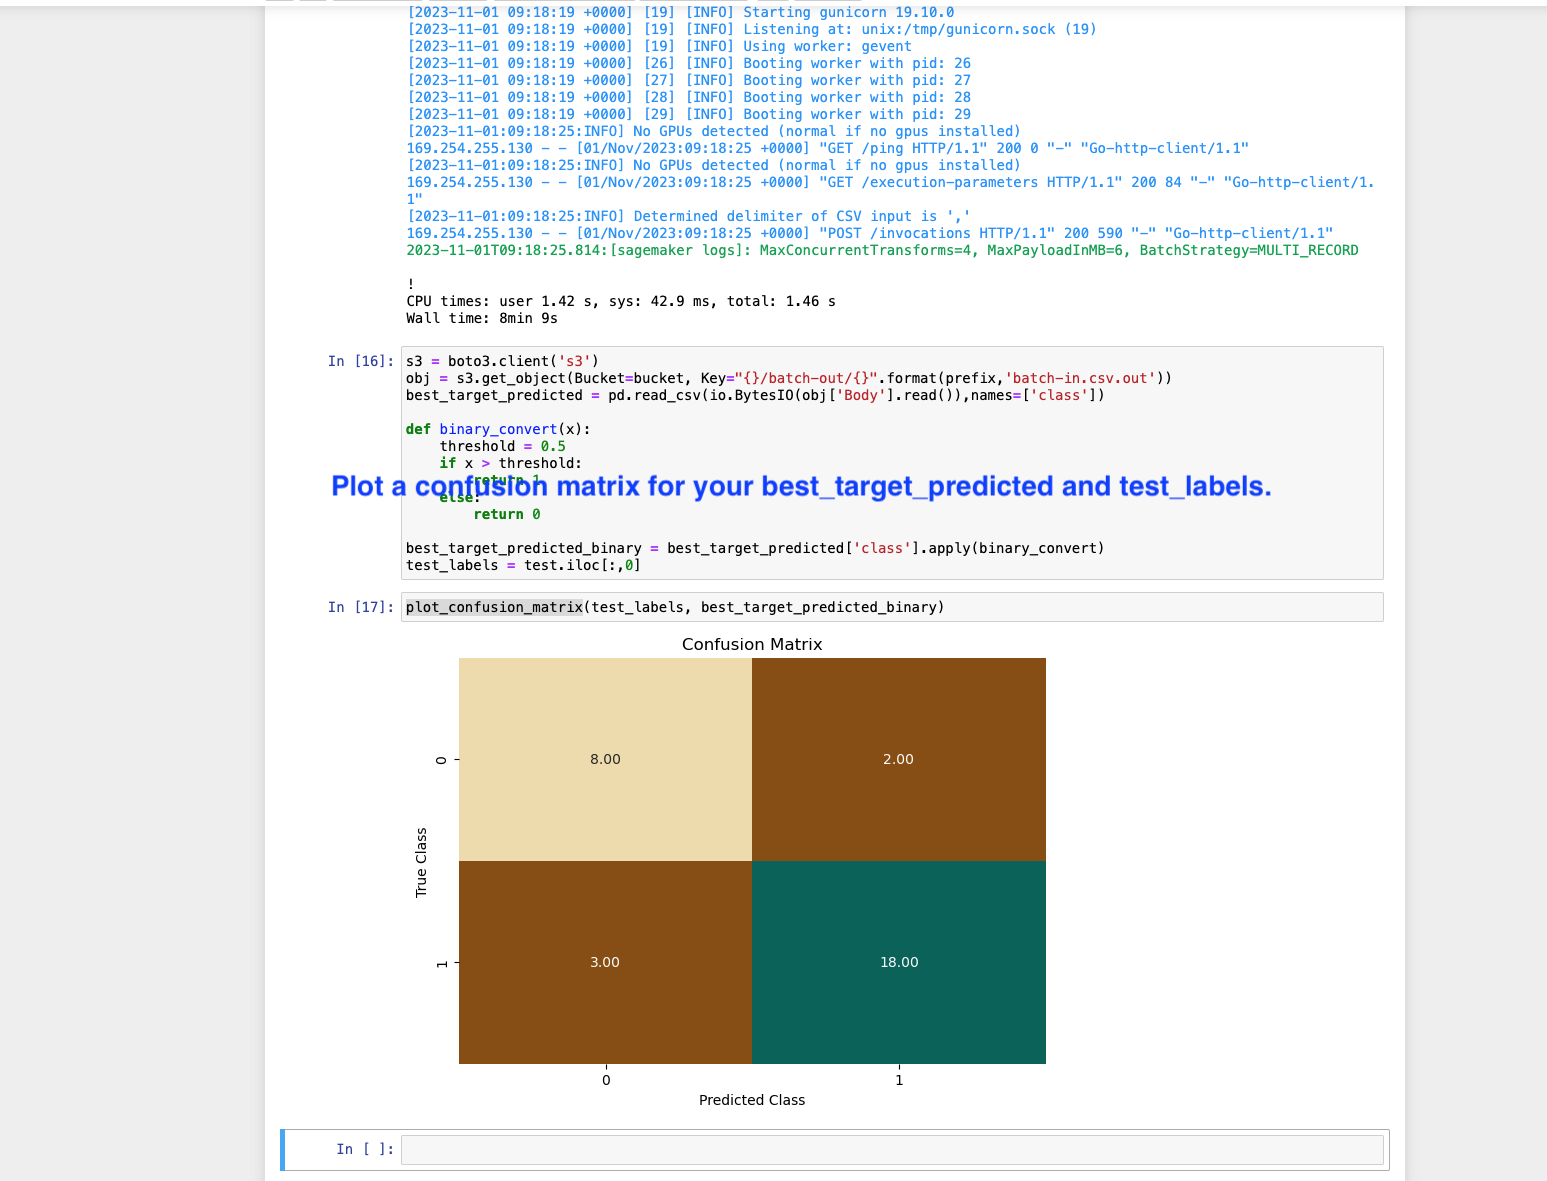 [2023-11-01 09:18:19 +0000] [19] [INFO] Starting gunicorn 19.10.0
[2023-11-01 09:18:19 +0000] [19] [INFO] Listening at: unix:/tmp/gunicorn.sock (19)
[2023-11-01 09:18:19 +0000] [19] [INFO] Using worker: gevent
[2023-11-01 09:18:19 +0000] [26] [INFO] Booting worker with pid: 26
[2023-11-01 09:18:19 +0000] [27] [INFO] Booting worker with pid: 27
[2023-11-01 09:18:19 +0000] [28] [INFO] Booting worker with pid: 28
[2023-11-01 09:18:19 +0000] [29] [INFO] Booting worker with pid: 29
[2023-11-01:09:18:25:INFO] No GPUs detected (normal if no gpus installed)
169.254.255.130 - - [01/Nov/2023:09:18:25 +0000] "GET /ping HTTP/1.1" 200 0 "-" "Go-http-client/1.1"
[2023-11-01:09:18:25:INFO] No GPUs detected (normal if no gpus installed)
169.254.255.130 - - [01/Nov/2023:09:18:25 +0000] "GET /execution-parameters HTTP/1.1" 200 84 "-" "Go-http-client/1.
1"
[2023-11-01:09:18:25:INFO] Determined delimiter of CSV input is ','
169.254.255.130 - - [01/Nov/2023:09:18:25 +0000] "POST /invocations HTTP/1.1" 200 590 "-" "Go-http-client/1.1"
2023-11-01T09:18:25.814:[sagemaker logs]: MaxConcurrentTransforms=4, MaxPayloadInMB=6, BatchStrategy=MULTI_RECORD
!
CPU times: user 1.42 s, sys: 42.9 ms, total: 1.46 s
Wall time: 8min 9s
In [16]: s3 = boto3.client('s3')
obj = s3.get_object(Bucket=bucket, Key="{}/batch-out/{}".format(prefix,'batch-in.csv.out'))
best_target_predicted = pd.read_csv(io.BytesIO(obj['Body'].read()),names=['class'])
def binary_convert(x):
    threshold = 0.5
    if x > threshold:
        return 1
Plot a confusion matrix for your best_target_predicted and test_labels.
    else:
        return 0
best_target_predicted_binary = best_target_predicted['class'].apply(binary_convert)
test_labels = test.iloc[:,0]
In [17]: plot_confusion_matrix(test_labels, best_target_predicted_binary)
Confusion Matrix
0
8.00 2.00
True Class
1
3.00 18.00
0 1
Predicted Class
In [ ]: